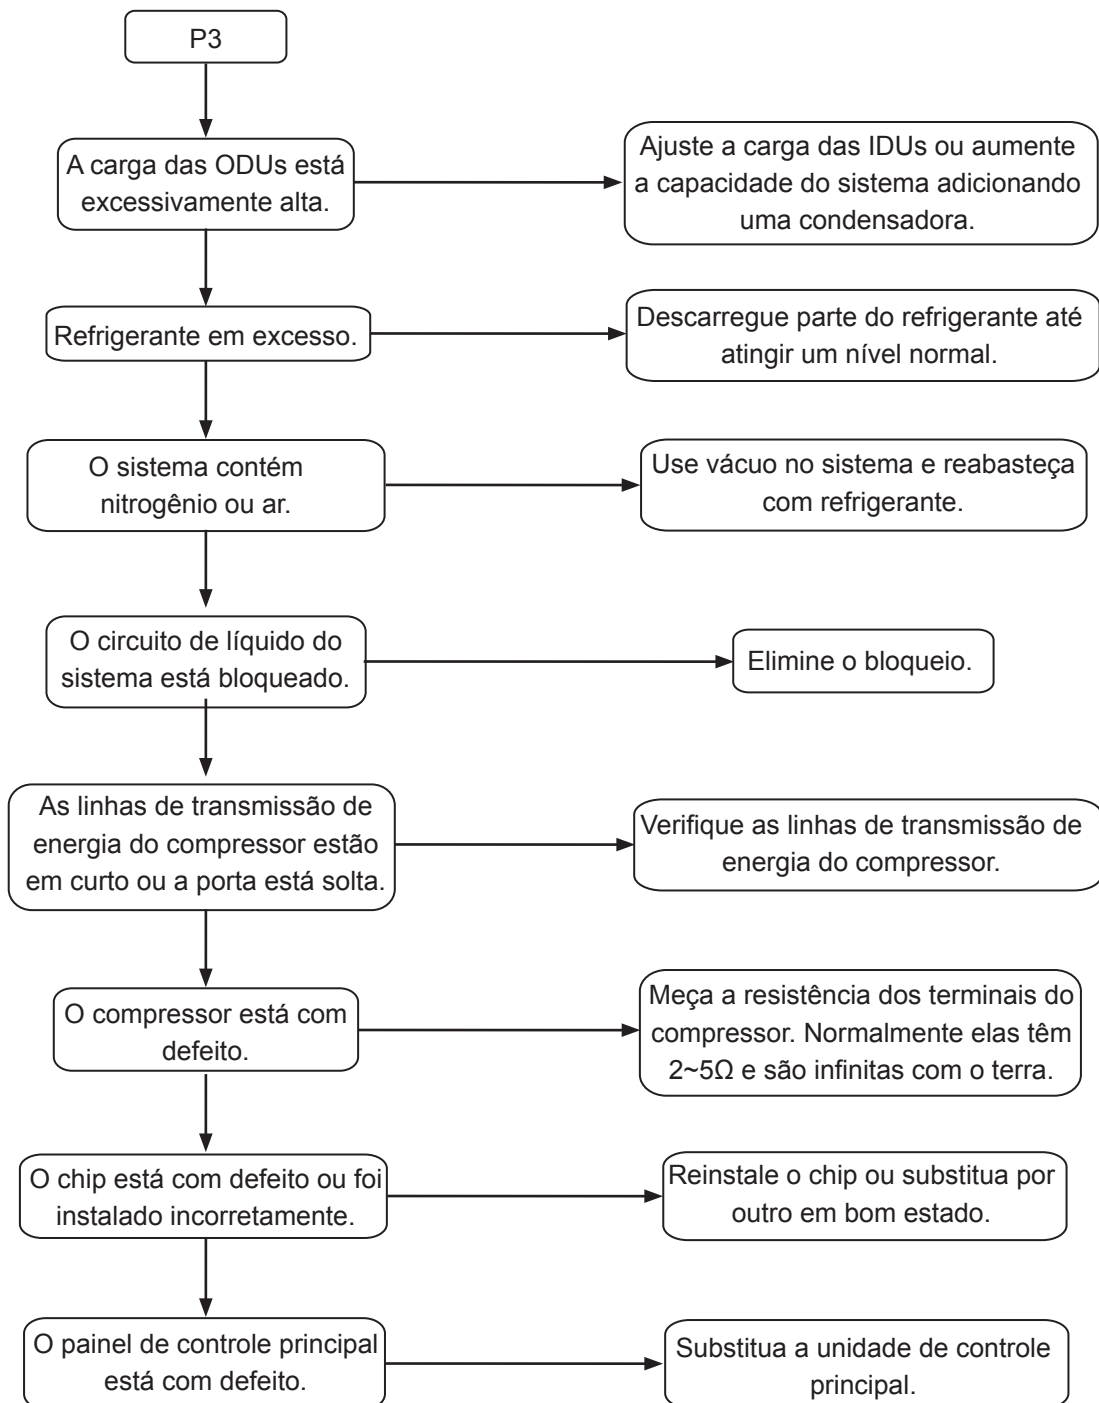 P3
A carga das ODUs está
excessivamente alta.
Ajuste a carga das IDUs ou aumente
a capacidade do sistema adicionando
uma condensadora.
Refrigerante em excesso.
Descarregue parte do refrigerante até
atingir um nível normal.
O sistema contém
nitrogênio ou ar.
Use vácuo no sistema e reabasteça
com refrigerante.
O circuito de líquido do
sistema está bloqueado.
Elimine o bloqueio.
As linhas de transmissão de
energia do compressor estão
em curto ou a porta está solta.
Verifique as linhas de transmissão de
energia do compressor.
O compressor está com
defeito.
Meça a resistência dos terminais do
compressor. Normalmente elas têm
2~5Ω e são infinitas com o terra.
O chip está com defeito ou foi
instalado incorretamente.
Reinstale o chip ou substitua por
outro em bom estado.
O painel de controle principal
está com defeito.
Substitua a unidade de controle
principal.